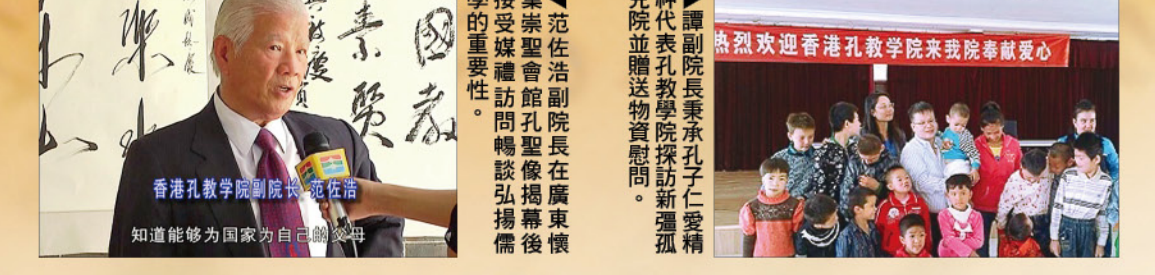 范佐浩副院長在廣東懷
集崇聖會館孔聖像揭幕後
接受媒禮訪問暢談弘揚儒
學的重要性。
香港孔教学院副院长 范佐浩
知道能够为国家为自己的父母
譚副院長秉承孔子仁愛精
神代表孔教學院探訪新彊孤
兒院並贈送物資慰問。
热烈欢迎香港孔教学院来我院奉献爱心